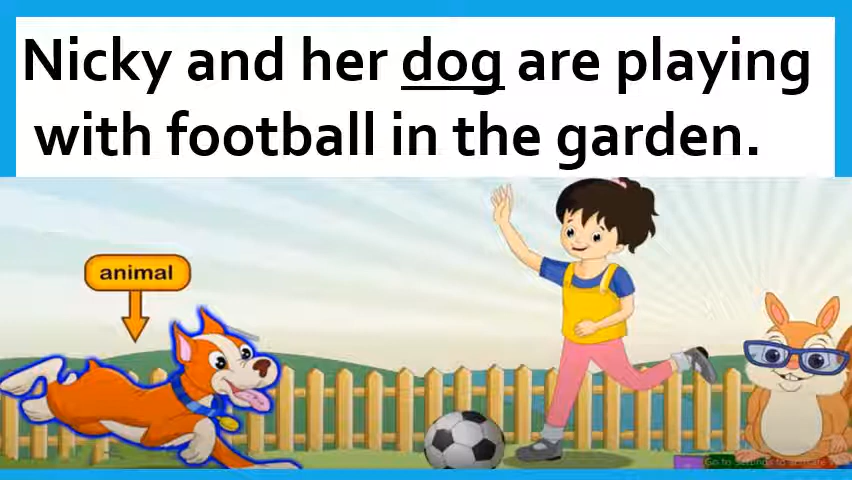 Nicky and her dog are playing
with football in the garden.
animal